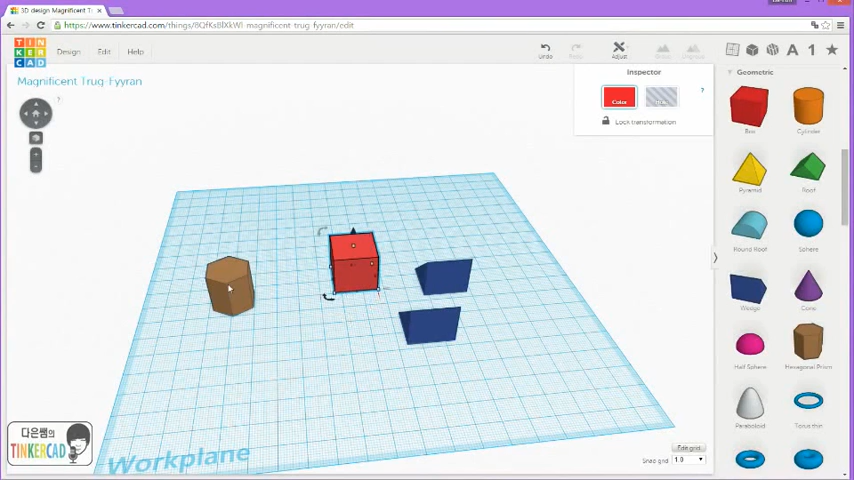 3D design Magnificent Tr
https://www.tinkercad.com/things/8QfKsBlXkWl-magnificent-trug-fyyran/edit
TIN
KER
CAD
Design
Edit
Help
Undo
Adjust
Magnificent Trug-Fyyran
Inspector
Color
Lock transformation
Geometric
Box
Cylinder
Pyramid
Roof
Round Roof
Sphere
Wedge
Cone
Half Sphere
Hexagonal Prism
Paraboloid
Torus thin
다은쌤의
TINKERCAD
Workplane
Edit grid
Snap grid
1.0